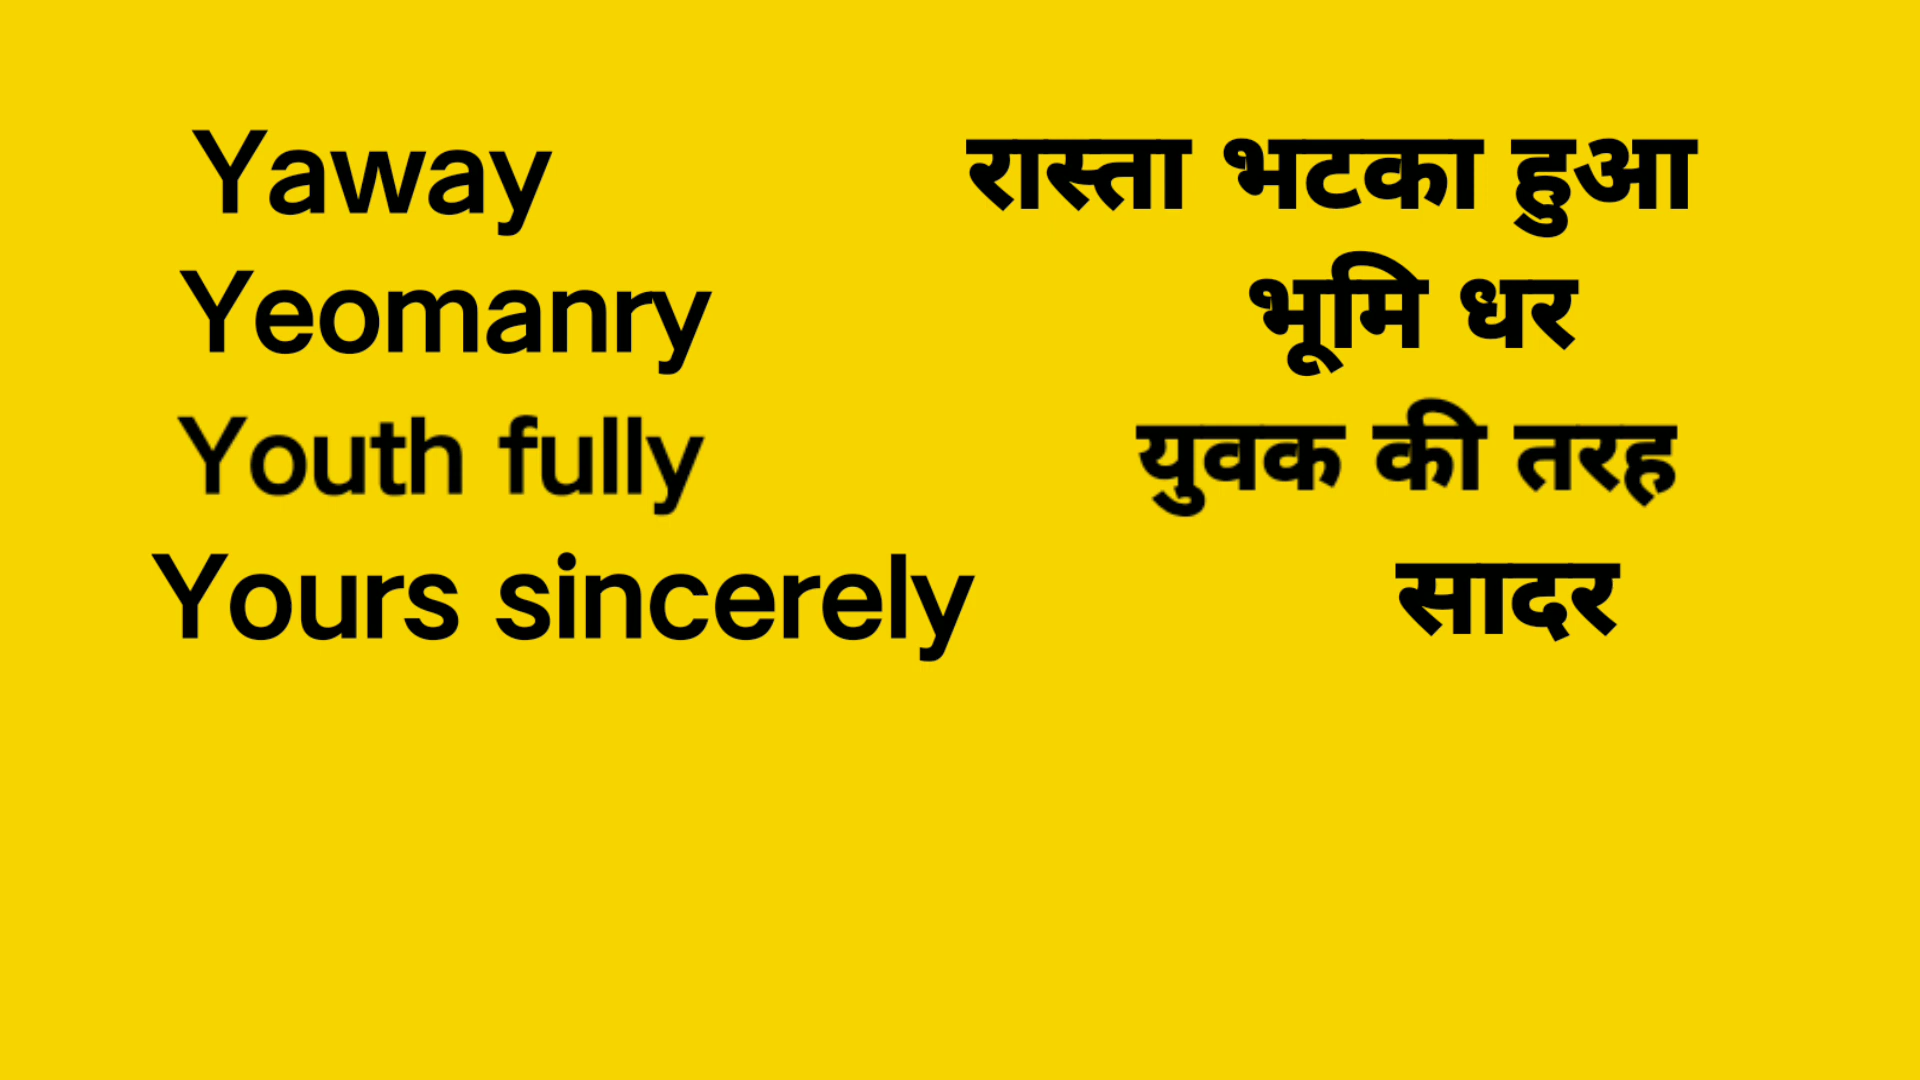 Yaway रास्ता भटका हुआ
Yeomanry भूमि धर
Youth fully युवक की तरह
Yours sincerely सादर